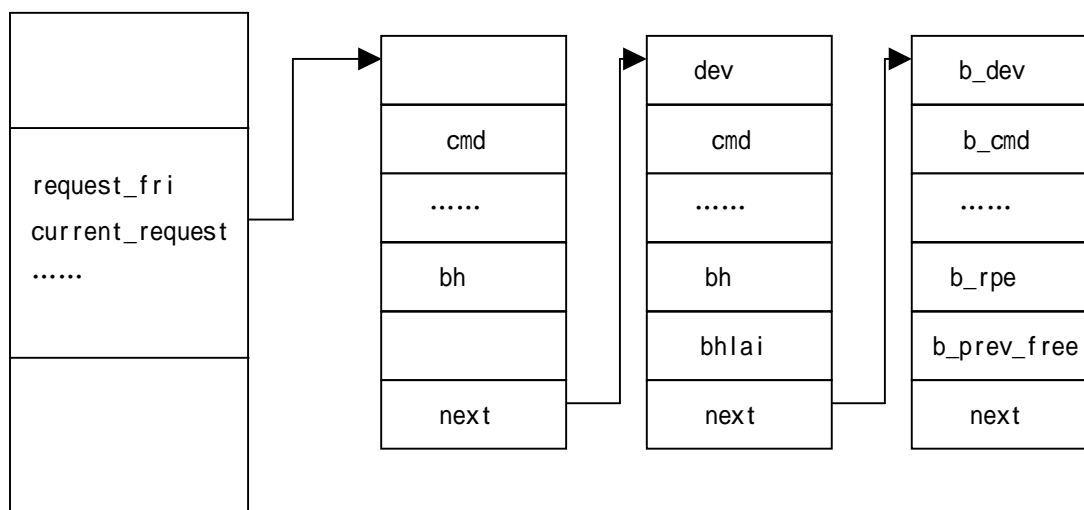 request_fri
current_request
……
cmd
……
bh
next
dev
cmd
……
bh
bhlai
next
b_dev
b_cmd
……
b_rpe
b_prev_free
next